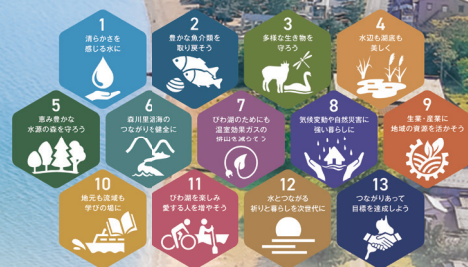 1
清らかさを
感じる水に
2
豊かな魚介類を
取り戻そう
3
多様な生き物を
守ろう
4
水辺も湖底も
美しく
5
恵み豊かな
水源の森を守ろう
6
森川里湖海の
つながりを健全に
7
びわ湖のためにも
温室効果ガスの
排出を減らそう
8
気候変動や自然災害に
強い暮らしに
9
生業・産業に
地域の資源を活かそう
10
地元も流域も
学びの場に
11
びわ湖を楽しみ
愛する人を増やそう
12
水とつながる
祈りと暮らしを次世代に
13
つながりあって
目標を達成しよう